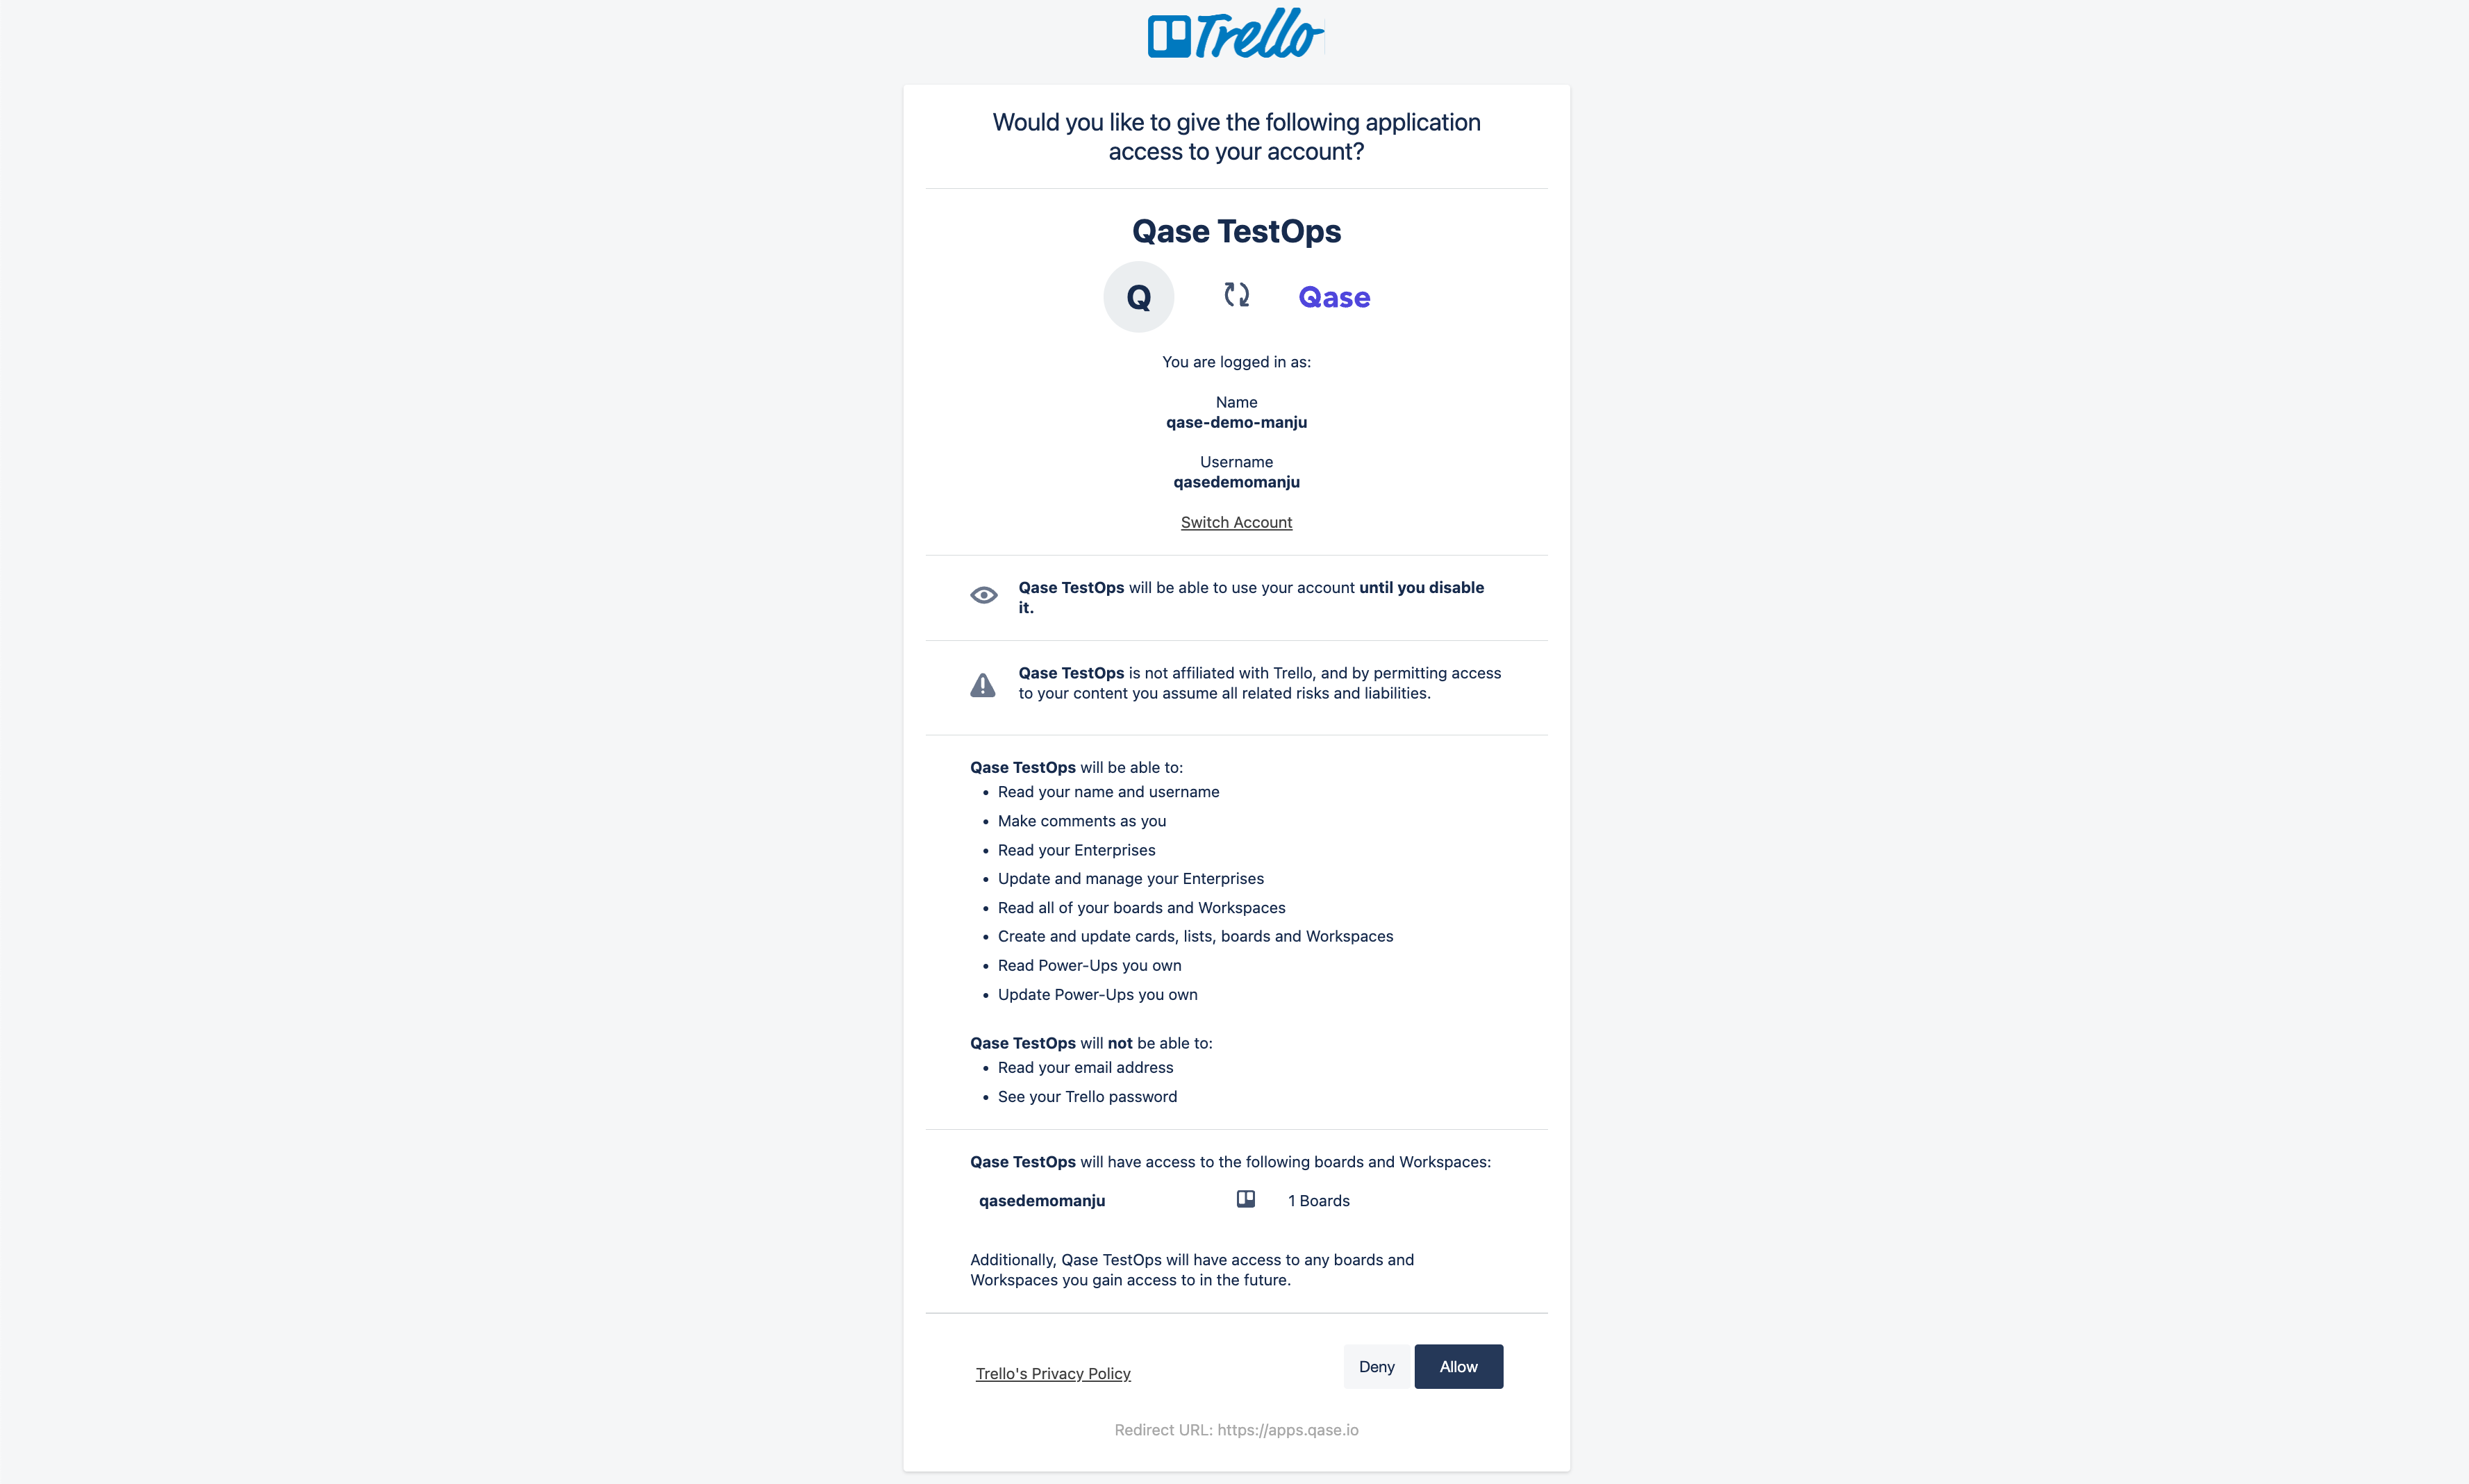 Trello
Would you like to give the following application
access to your account?
Qase TestOps
Q
Qase
You are logged in as:
Name
qase-demo-manju
Username
qasedemomanju
Switch Account
Qase TestOps will be able to use your account until you disable
it.
Qase TestOps is not affiliated with Trello, and by permitting access
to your content you assume all related risks and liabilities.
Qase TestOps will be able to:
• Read your name and username
• Make comments as you
• Read your Enterprises
• Update and manage your Enterprises
• Read all of your boards and Workspaces
• Create and update cards, lists, boards and Workspaces
• Read Power-Ups you own
• Update Power-Ups you own
Qase TestOps will not be able to:
• Read your email address
• See your Trello password
Qase TestOps will have access to the following boards and Workspaces:
qasedemomanju 1 Boards
Additionally, Qase TestOps will have access to any boards and
Workspaces you gain access to in the future.
Trello's Privacy Policy Deny Allow
Redirect URL: https://apps.qase.io